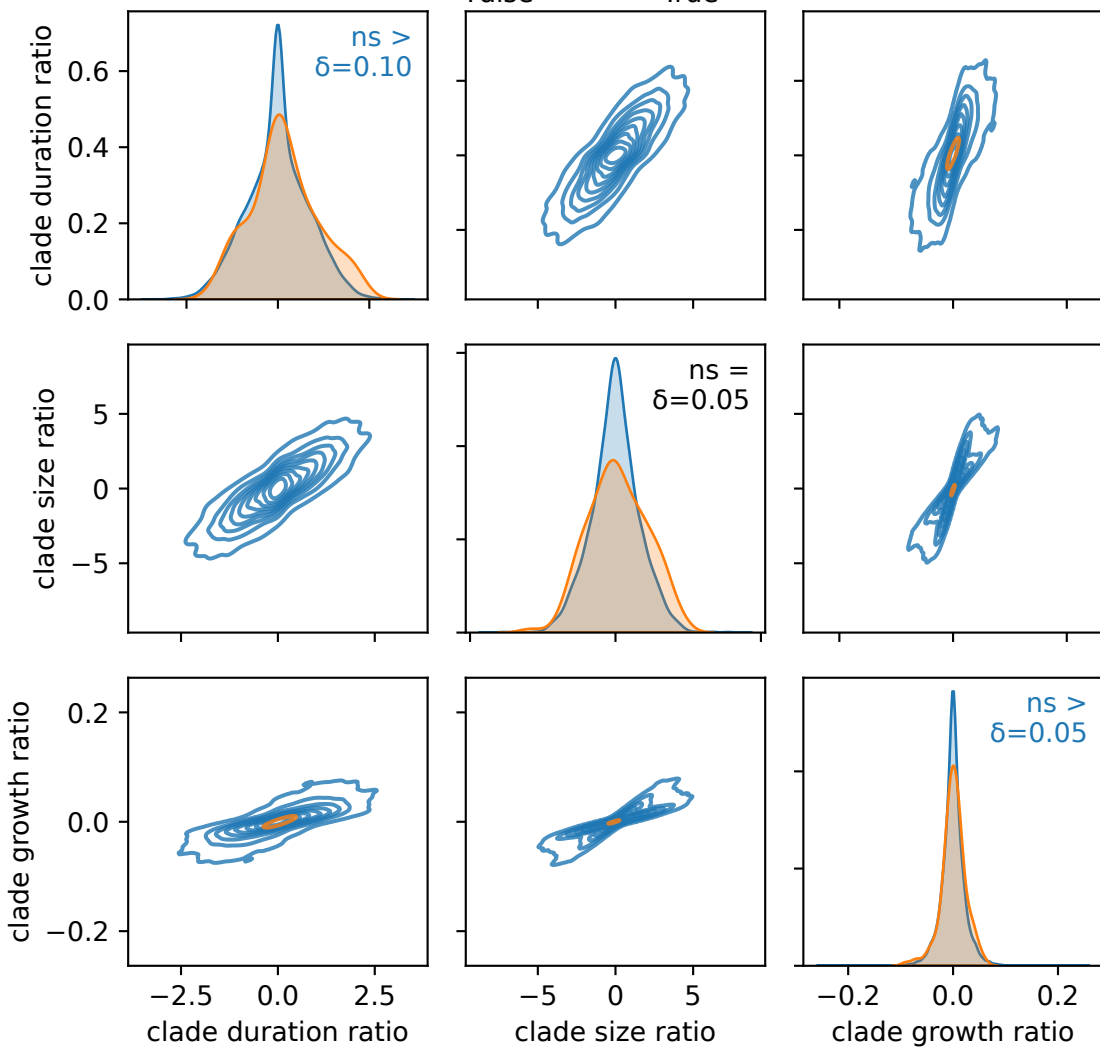 True
clade duration ratio
0.6
0.4
0.2
0.0
ns >
δ=0.10
clade size ratio
5
0
−5
ns =
δ=0.05
clade growth ratio
0.2
0.0
−0.2
ns >
δ=0.05
−2.5 0.0 2.5
−5 0 5
−0.2 0.0 0.2
clade duration ratio
clade size ratio
clade growth ratio